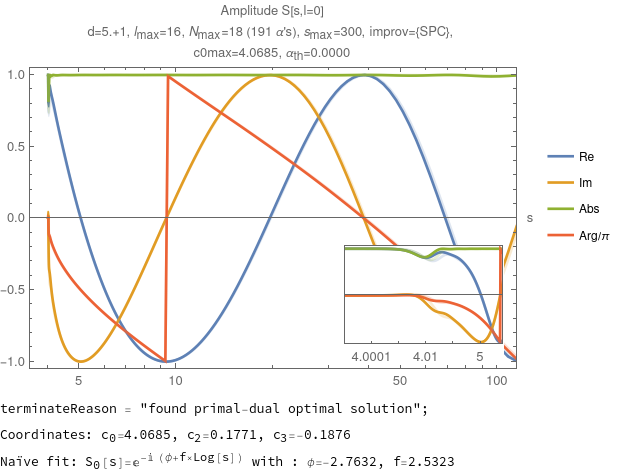 Amplitude S[s,l=0]
d=5.+1, lmax=16, Nmax=18 (191 α's), smax=300, improv={SPC},
c0max=4.0685, αth=0.0000
1.0
0.5
0.0
−0.5
−1.0
s
Re
Im
Abs
Arg/π
4.0001 4.01 5
5 10 50 100
terminateReason = "found primal-dual optimal solution";
Coordinates: c0=4.0685, c2=0.1771, c3=-0.1876
Naïve fit: S0[s]=e-i (ϕ+f×Log[s]) with : ϕ=-2.7632, f=2.5323